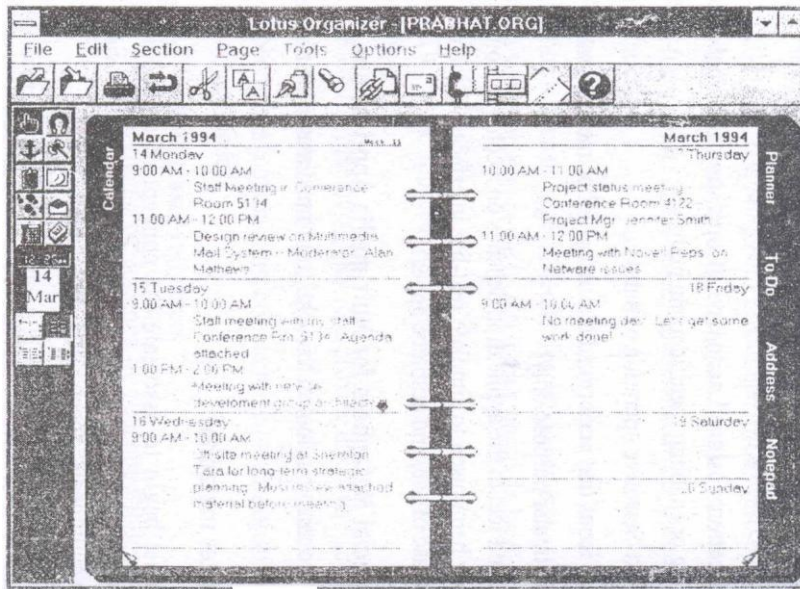 Lotus Organizer - [PRABHAT.ORG]
File Edit Section Page Tools Options Help
Calendar
March 1994
14 Monday
9:00 AM - 10:00 AM
Staff Meeting in Conference
Room 5134
11:00 AM - 12:00 PM
Design review on Multimedia
Mail System - Moderator: Alan
Mathews
15 Tuesday
9:00 AM - 10:00 AM
Staff meeting with my staff -
Conference Rm. 5134. Agenda
attached
1:00 PM - 2:00 PM
Meeting with
develoment group
16 Wednesday
9:00 AM - 10:00 AM
Off-site meeting at Sheraton
Tara for long-term strategic
planning. Must review attached
material before meeting
March 1994
Thursday
10:00 AM - 11:00 AM
Project status meeting -
Conference Room 4122 -
Project Mgr. Jennifer Smith
11:00 AM - 12:00 PM
Meeting with Novell Reps. on
Netware issues
18 Friday
9:00 AM - 10:00 AM
No meeting day. Let's get some
work done!
19 Saturday
20 Sunday
Planner
To Do
Address
Notepad
14
Mar